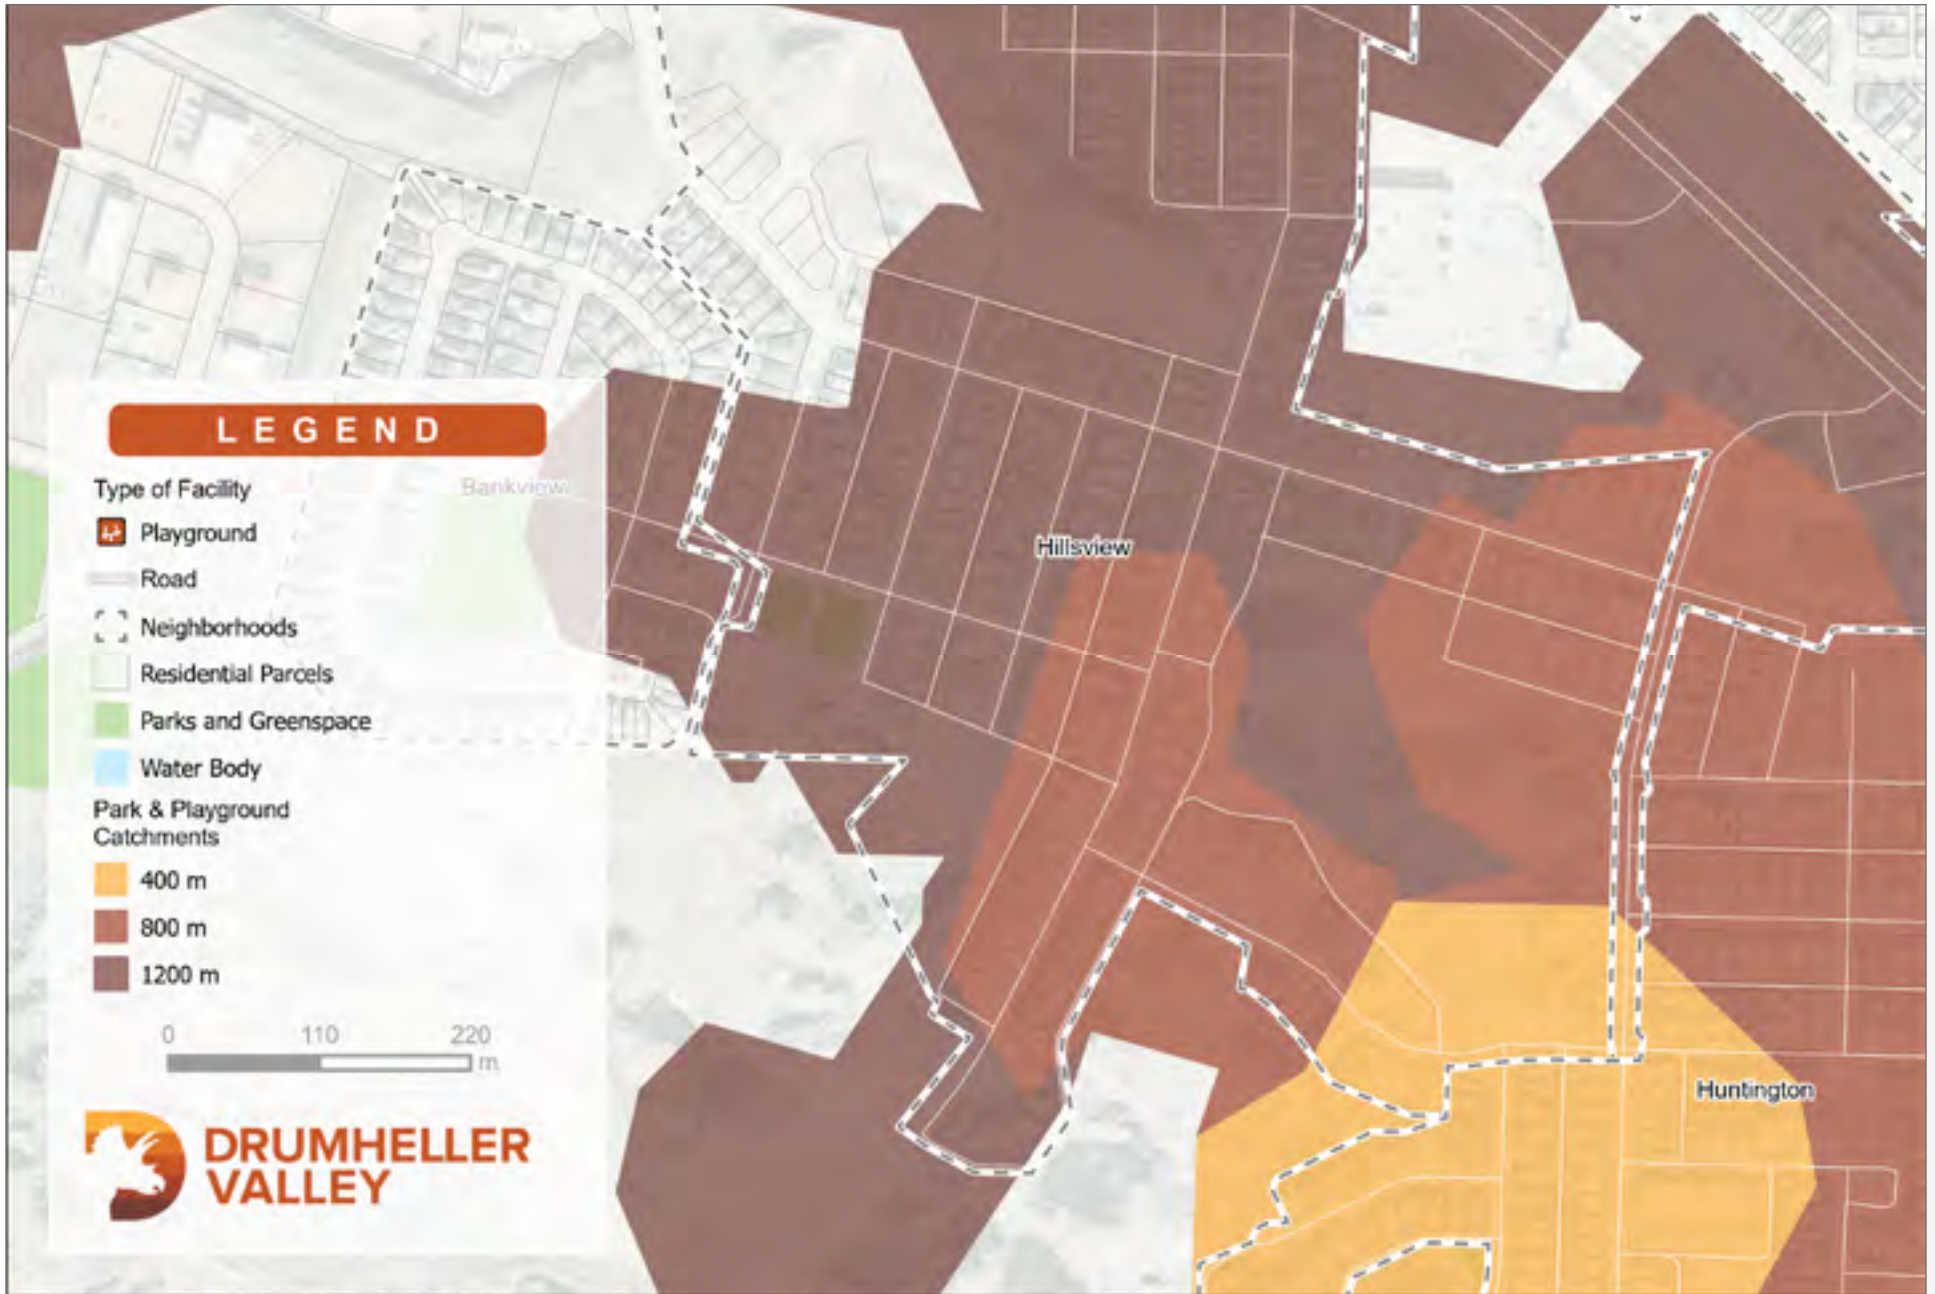 LEGEND
Type of Facility
Playground
Road
Neighborhoods
Residential Parcels
Parks and Greenspace
Water Body
Park & Playground
Catchments
400 m
800 m
1200 m
0 110 220
m
DRUMHELLER
VALLEY
Bankview
Hillsview
Huntington